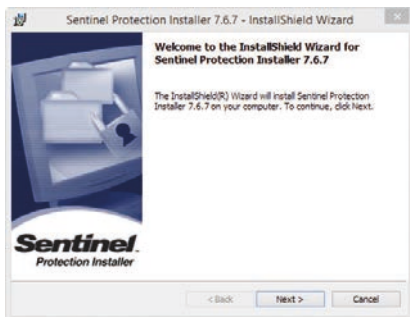 Sentinel Protection Installer 7.6.7 - InstallShield Wizard
Welcome to the InstallShield Wizard for
Sentinel Protection Installer 7.6.7
The InstallShield(R) Wizard will install Sentinel Protection
Installer 7.6.7 on your computer. To continue, click Next.
Sentinel.
Protection Installer
< Back
Next >
Cancel